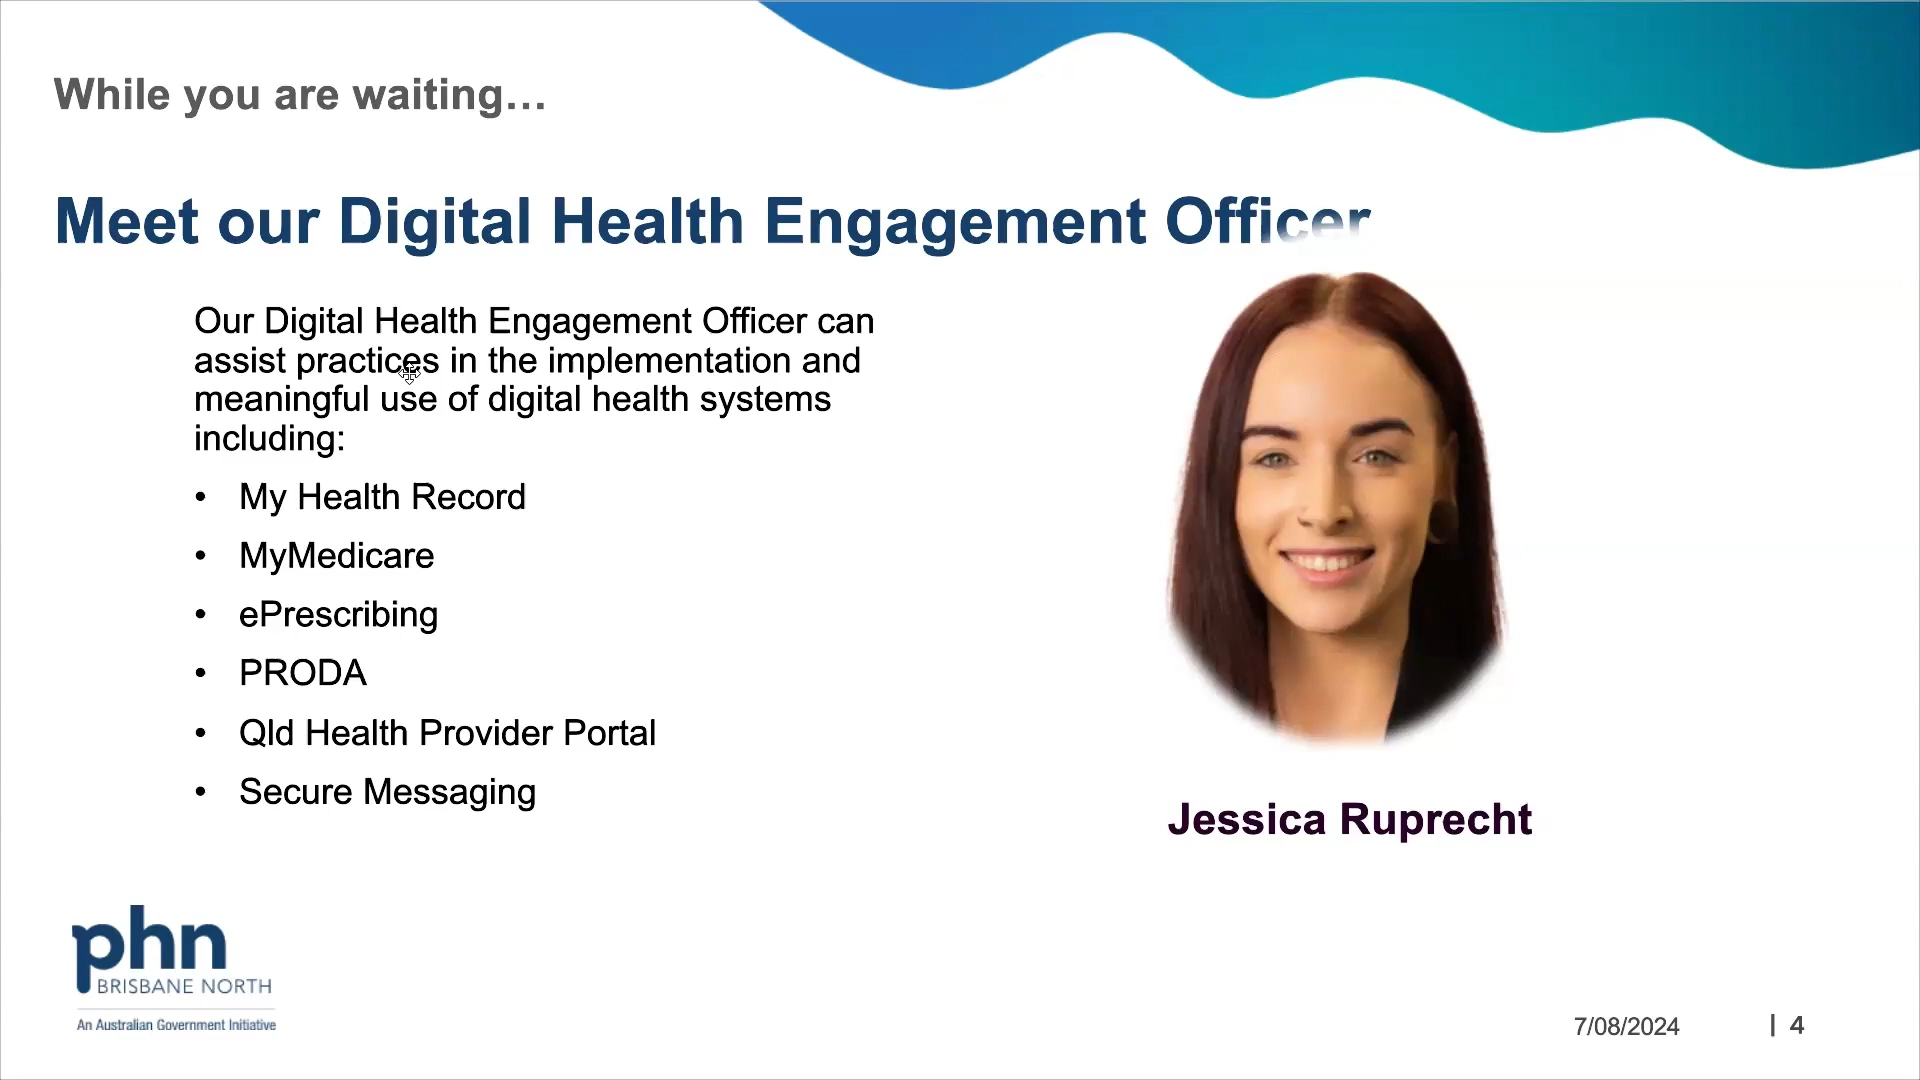 While you are waiting…
Meet our Digital Health Engagement Officer
Our Digital Health Engagement Officer can
assist practices in the implementation and
meaningful use of digital health systems
including:
• My Health Record
• MyMedicare
• ePrescribing
• PRODA
• Qld Health Provider Portal
• Secure Messaging
Jessica Ruprecht
phn
BRISBANE NORTH
An Australian Government Initiative
7/08/2024 | 4